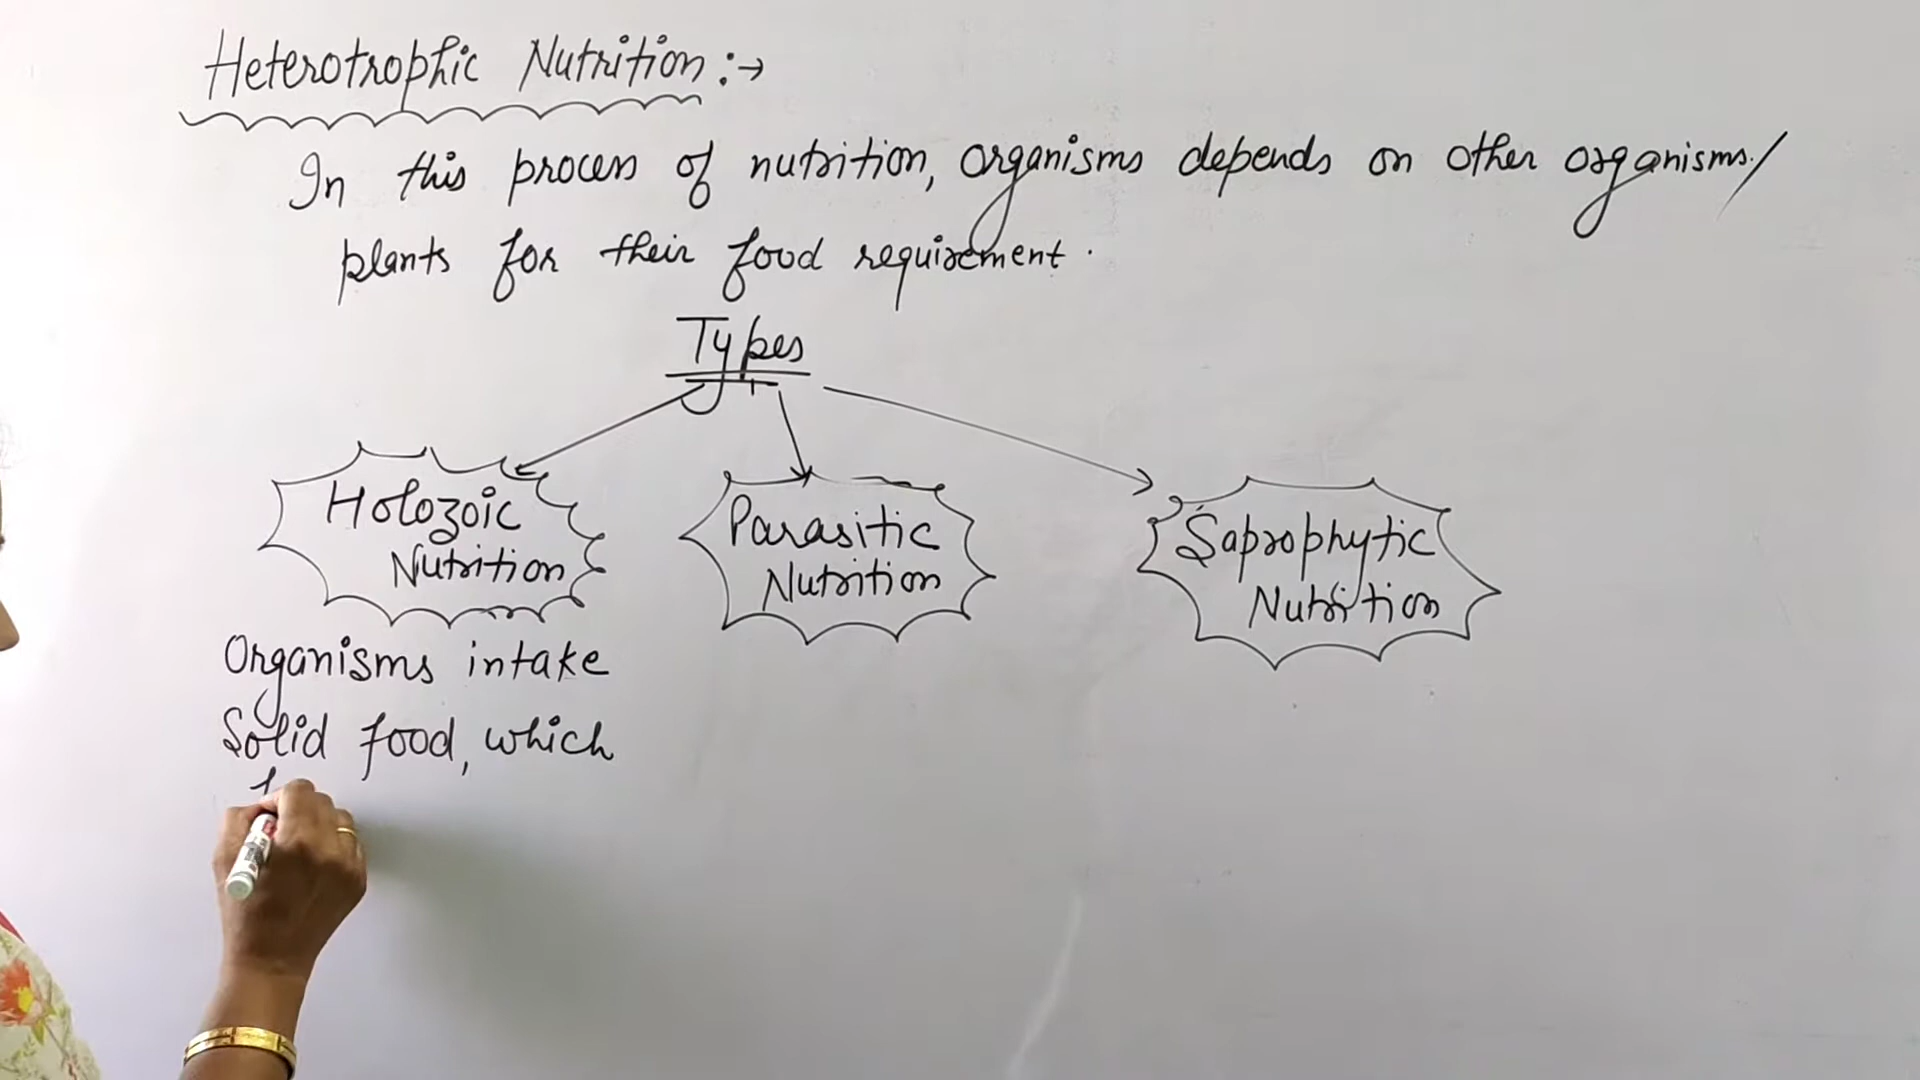 Heterotrophic Nutrition :→
In this process of nutrition, organisms depends on other organisms./
plants for their food requirement.
Types
Holozoic
Nutrition
Parasitic
Nutrition
Saprophytic
Nutrition
Organisms intake
Solid food, which